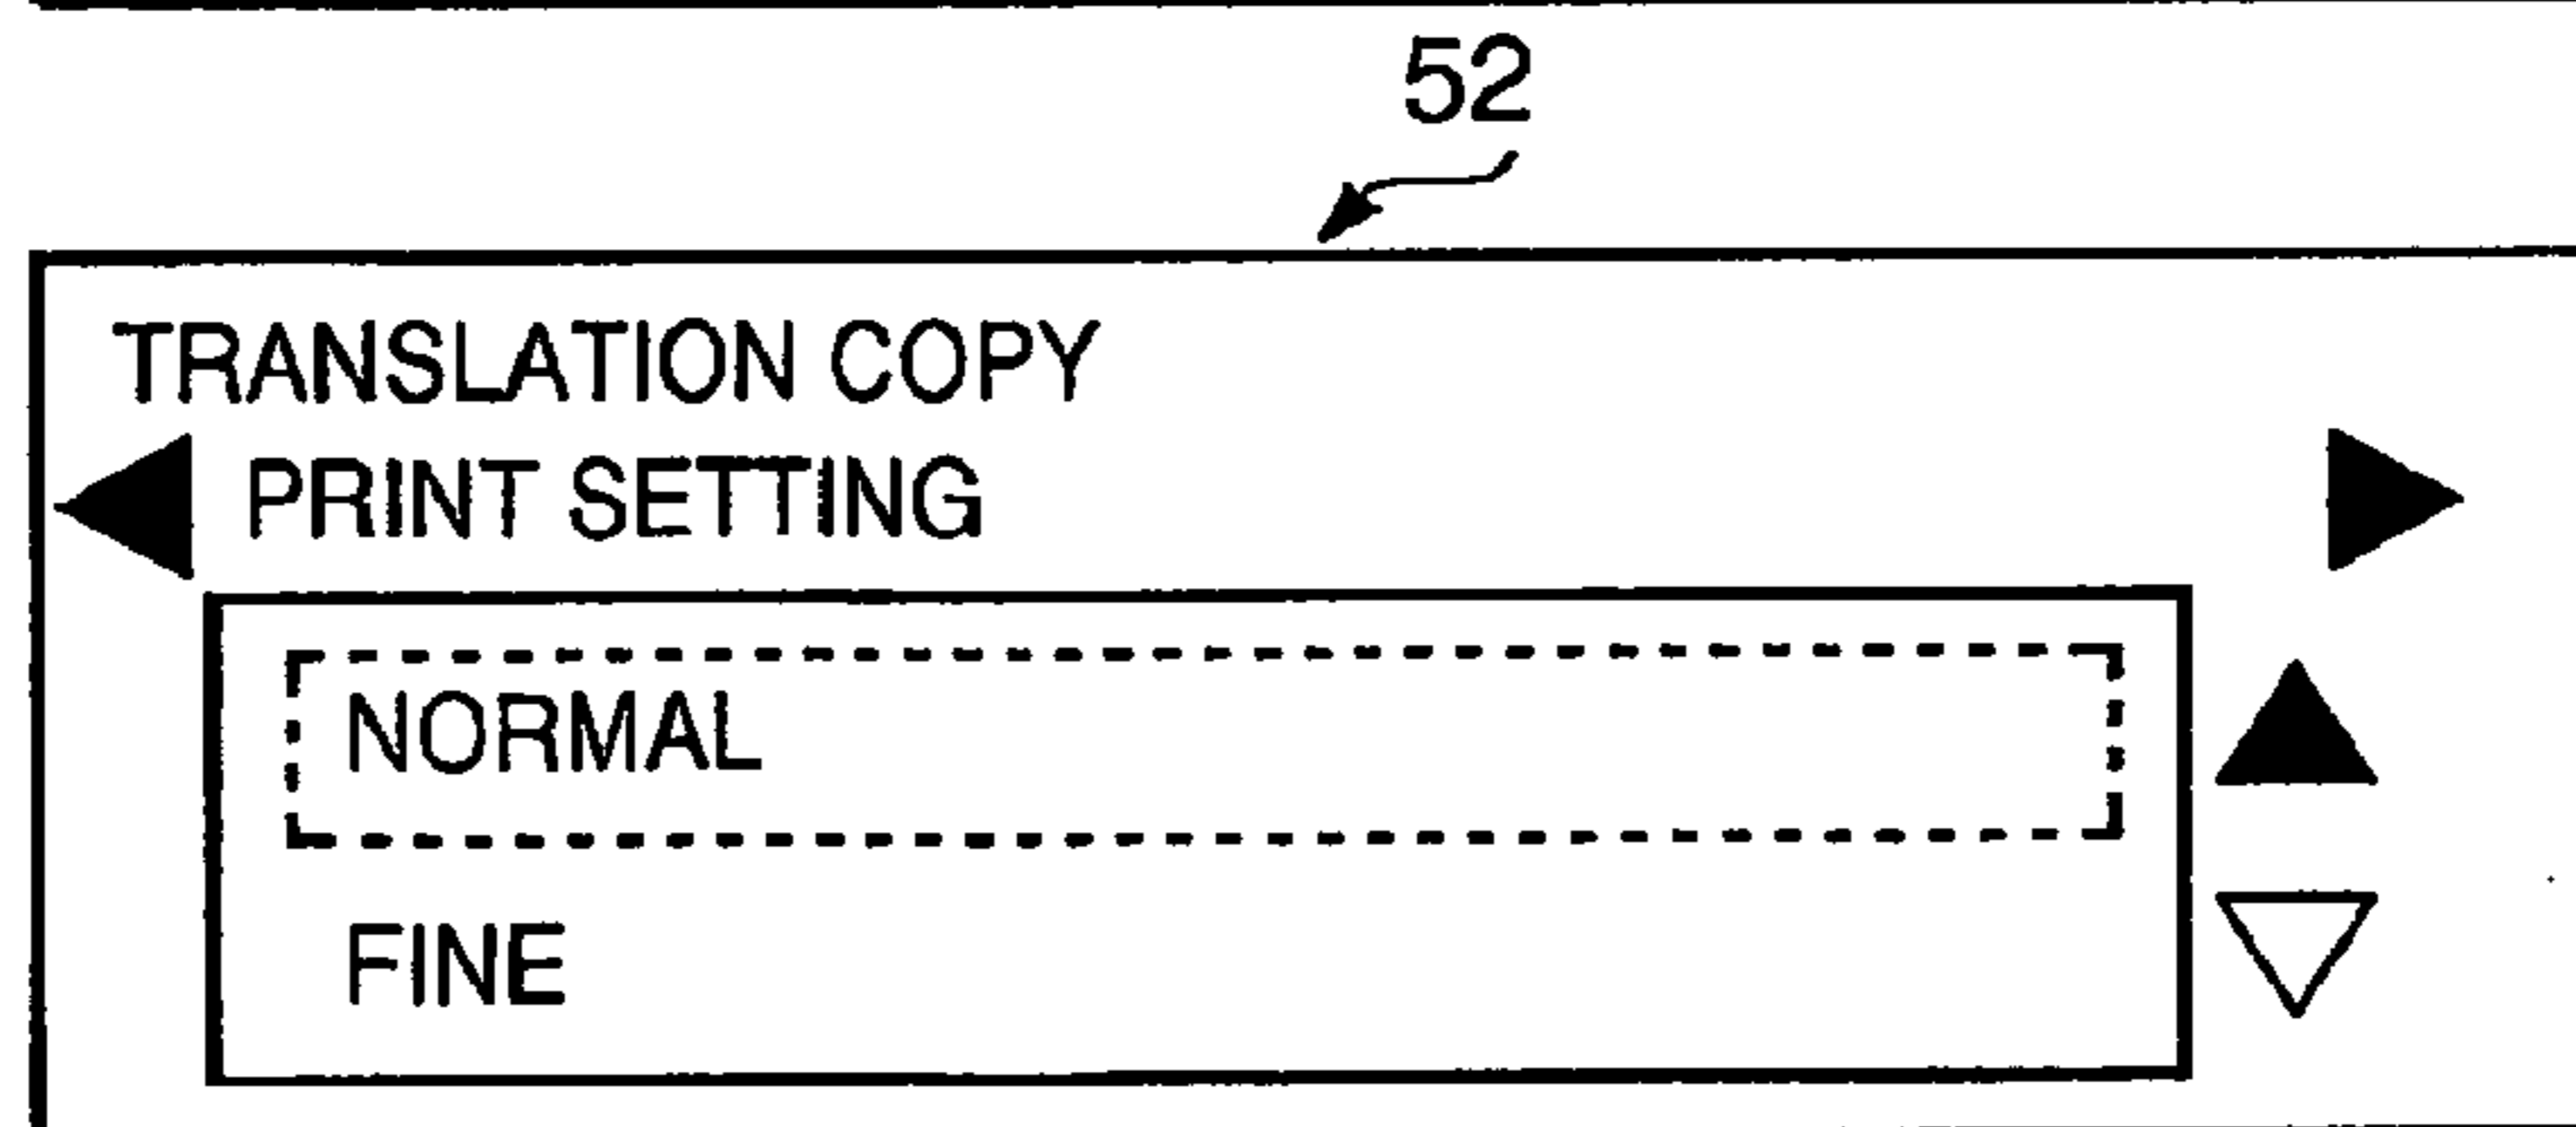 52
TRANSLATION COPY
PRINT SETTING
NORMAL
FINE